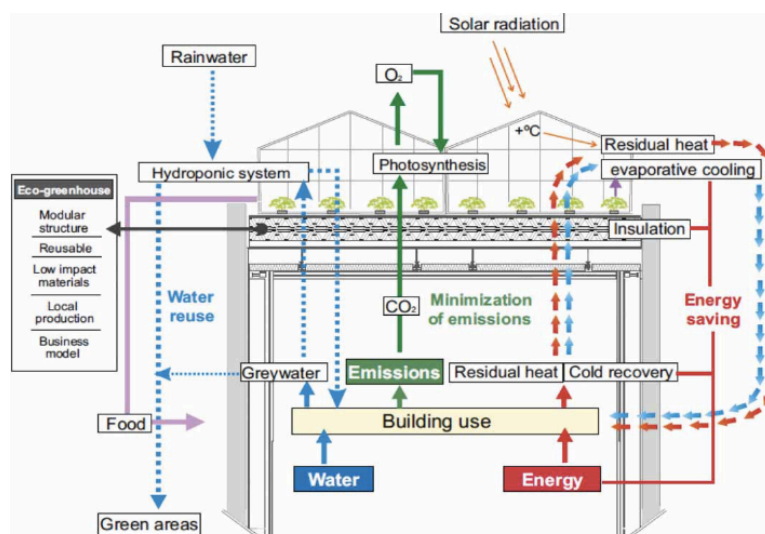 Solar radiation
Rainwater
O₂
+ºC
Residual heat
Photosynthesis
Hydroponic system
evaporative cooling
Eco-greenhouse
Modular
structure
Reusable
Low impact
materials
Local
production
Business
model
Insulation
Water
reuse
CO₂
Minimization
of emissions
Energy
saving
Greywater
Emissions
Residual heat
Cold recovery
Food
Building use
Water
Energy
Green areas